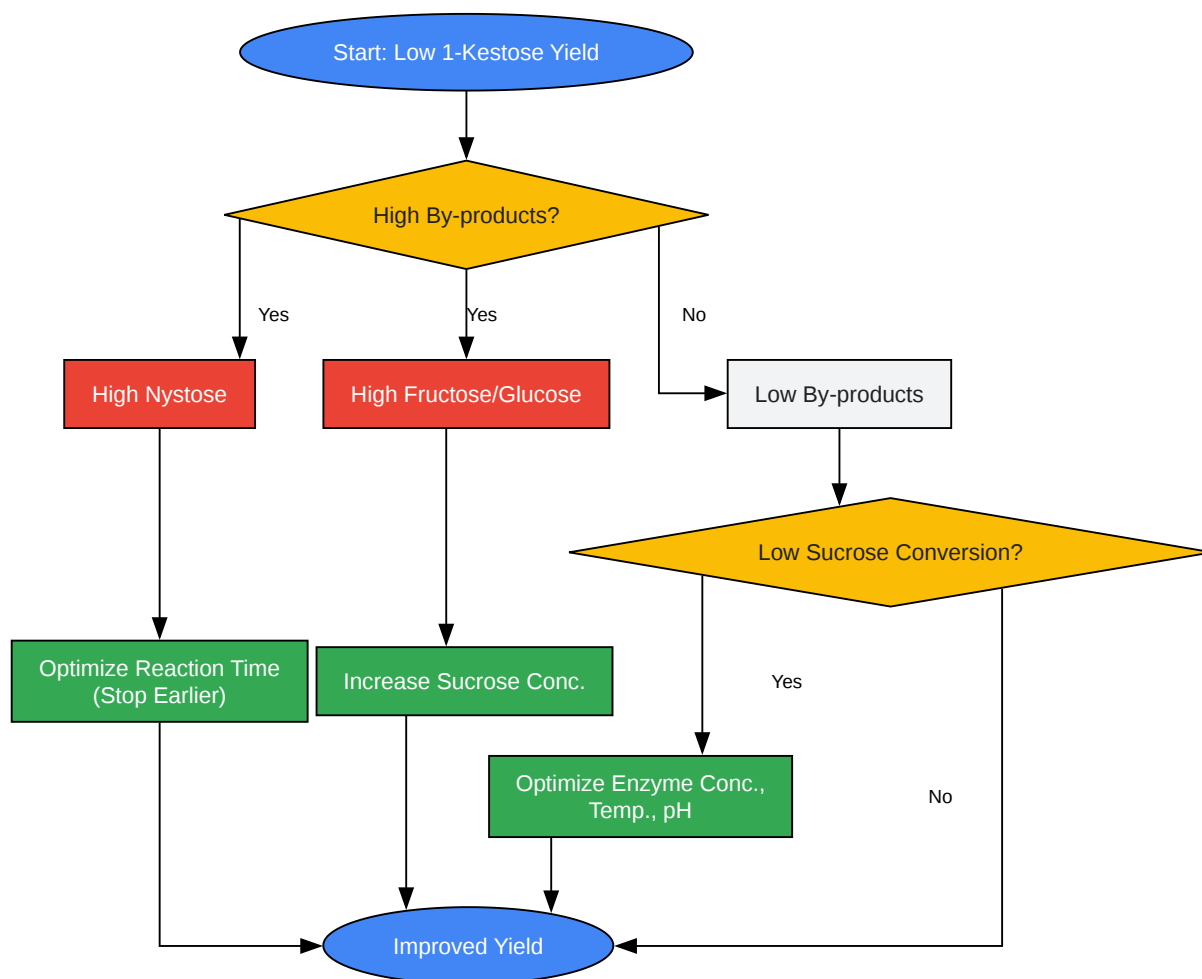 Start: Low 1-Kestose Yield
High By-products?
Yes
Yes
No
High Nystose
High Fructose/Glucose
Low By-products
Low Sucrose Conversion?
Optimize Reaction Time
(Stop Earlier)
Increase Sucrose Conc.
Yes
Optimize Enzyme Conc.,
Temp., pH
No
Improved Yield